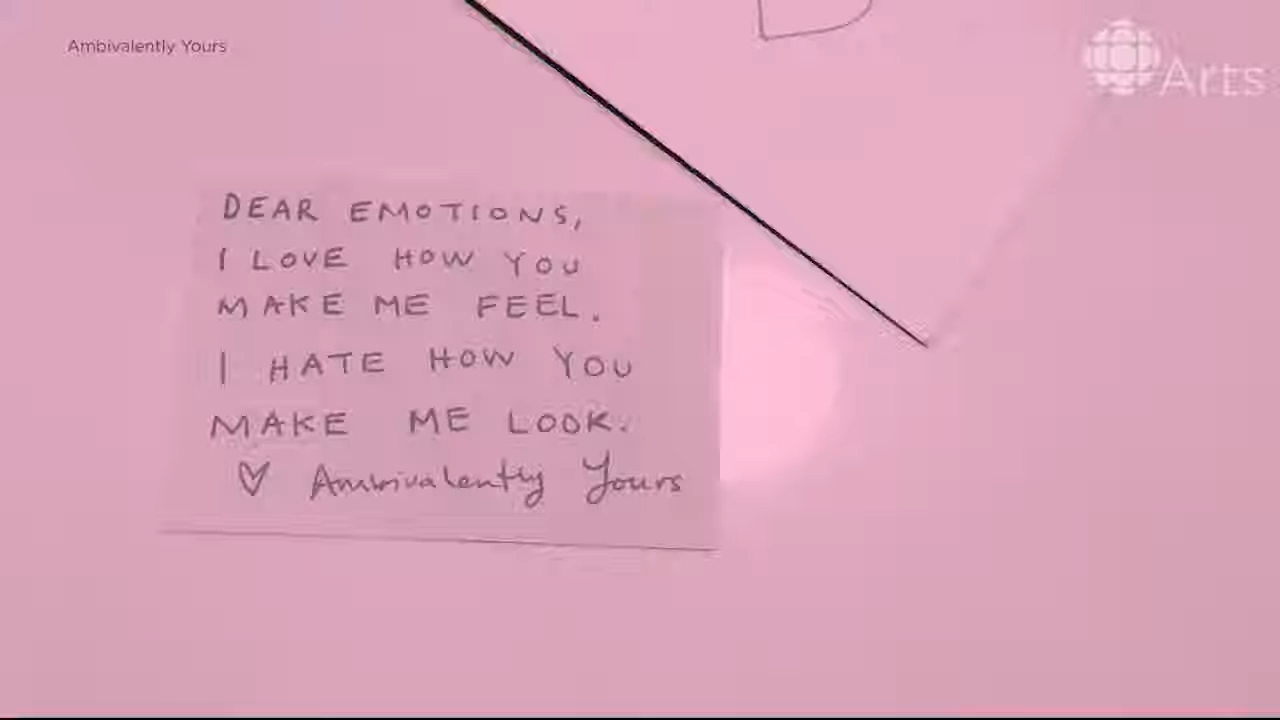 Ambivalently Yours
Arts
DEAR EMOTIONS,
I LOVE HOW YOU
MAKE ME FEEL.
I HATE HOW YOU
MAKE ME LOOK.
♡ Ambivalently Yours